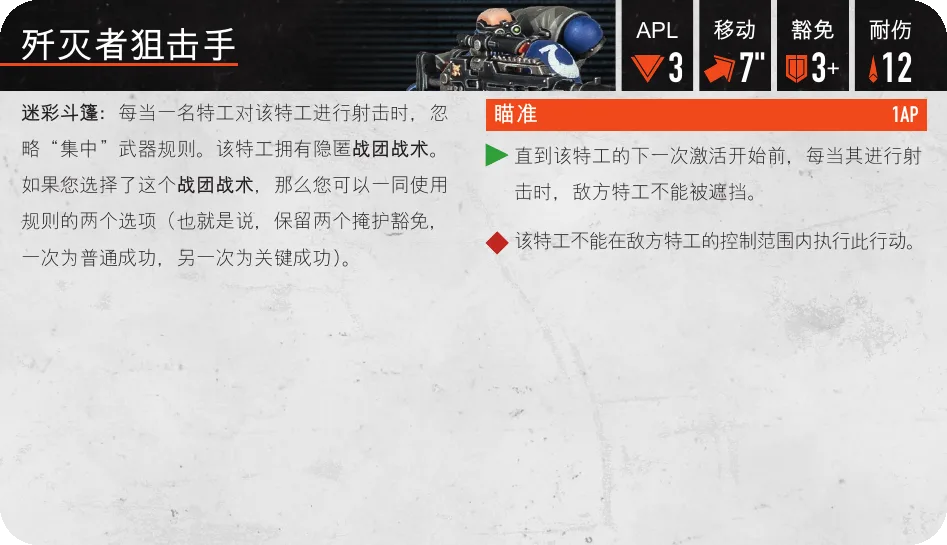 歼灭者狙击手
APL 移动 豁免 耐伤
3 7" 3+ 12
迷彩斗篷：每当一名特工对该特工进行射击时，忽
略“集中”武器规则。该特工拥有隐匿战团战术。
如果您选择了这个战团战术，那么您可以一同使用
规则的两个选项（也就是说，保留两个掩护豁免，
一次为普通成功，另一次为关键成功）。
瞄准 1AP
直到该特工的下一次激活开始前，每当其进行射
击时，敌方特工不能被遮挡。
该特工不能在敌方特工的控制范围内执行此行动。